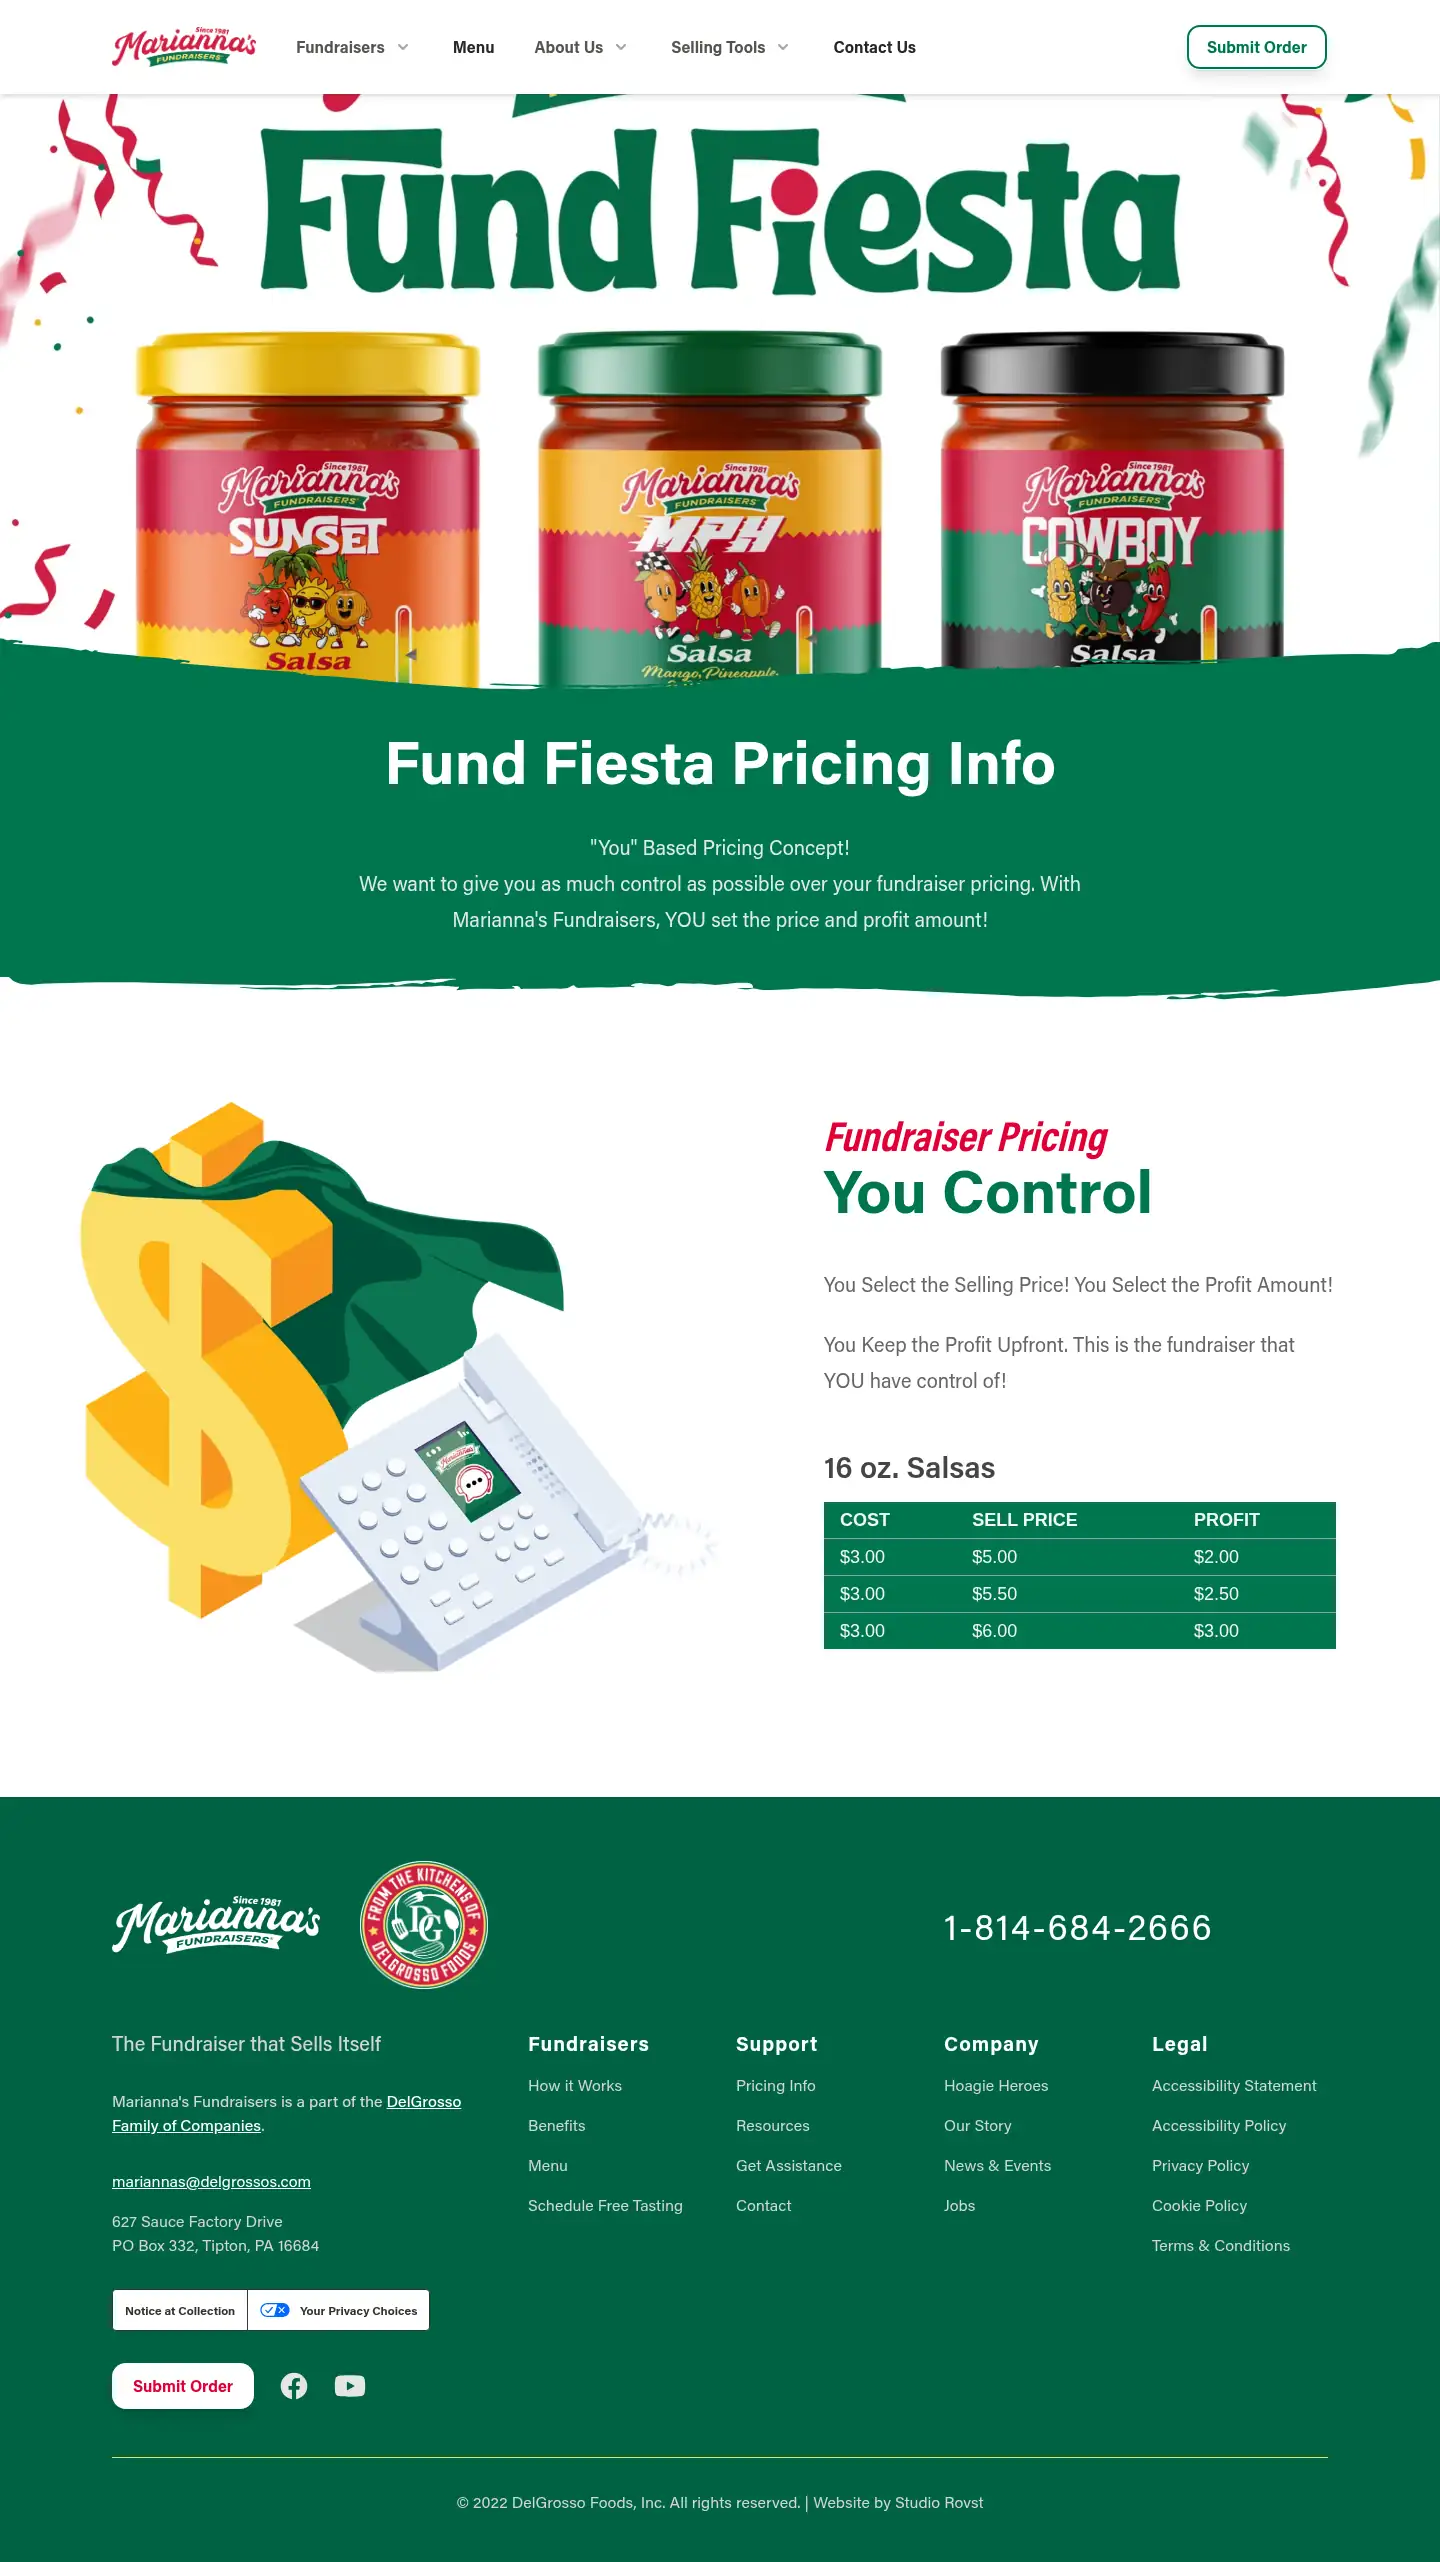 Since 1981
Marianna's
FUNDRAISERS
Fundraisers
Menu
About Us
Selling Tools
Contact Us
Submit Order
Fund Fiesta
Since 1981
Marianna's
FUNDRAISERS
SUNSET
Salsa
Since 1981
Marianna's
FUNDRAISERS
MPH
Salsa
Mango, Pineapple,
Since 1981
Marianna's
FUNDRAISERS
COWBOY
Salsa
Fund Fiesta Pricing Info
"You" Based Pricing Concept!
We want to give you as much control as possible over your fundraiser pricing. With
Marianna's Fundraisers, YOU set the price and profit amount!
Fundraiser Pricing
You Control
You Select the Selling Price! You Select the Profit Amount!
You Keep the Profit Upfront. This is the fundraiser that
YOU have control of!
Marianna's
16 oz. Salsas
COST SELL PRICE PROFIT
$3.00 $5.00 $2.00
$3.00 $5.50 $2.50
$3.00 $6.00 $3.00
Since 1981
Marianna's
FUNDRAISERS
FROM THE KITCHENS OF
DG
DELGROSSO FOODS
1-814-684-2666
The Fundraiser that Sells Itself
Marianna's Fundraisers is a part of the DelGrosso
Family of Companies.
mariannas@delgrossos.com
627 Sauce Factory Drive
PO Box 332, Tipton, PA 16684
Notice at Collection
Your Privacy Choices
Submit Order
Fundraisers
How it Works
Benefits
Menu
Schedule Free Tasting
Support
Pricing Info
Resources
Get Assistance
Contact
Company
Hoagie Heroes
Our Story
News & Events
Jobs
Legal
Accessibility Statement
Accessibility Policy
Privacy Policy
Cookie Policy
Terms & Conditions
© 2022 DelGrosso Foods, Inc. All rights reserved. | Website by Studio Rovst